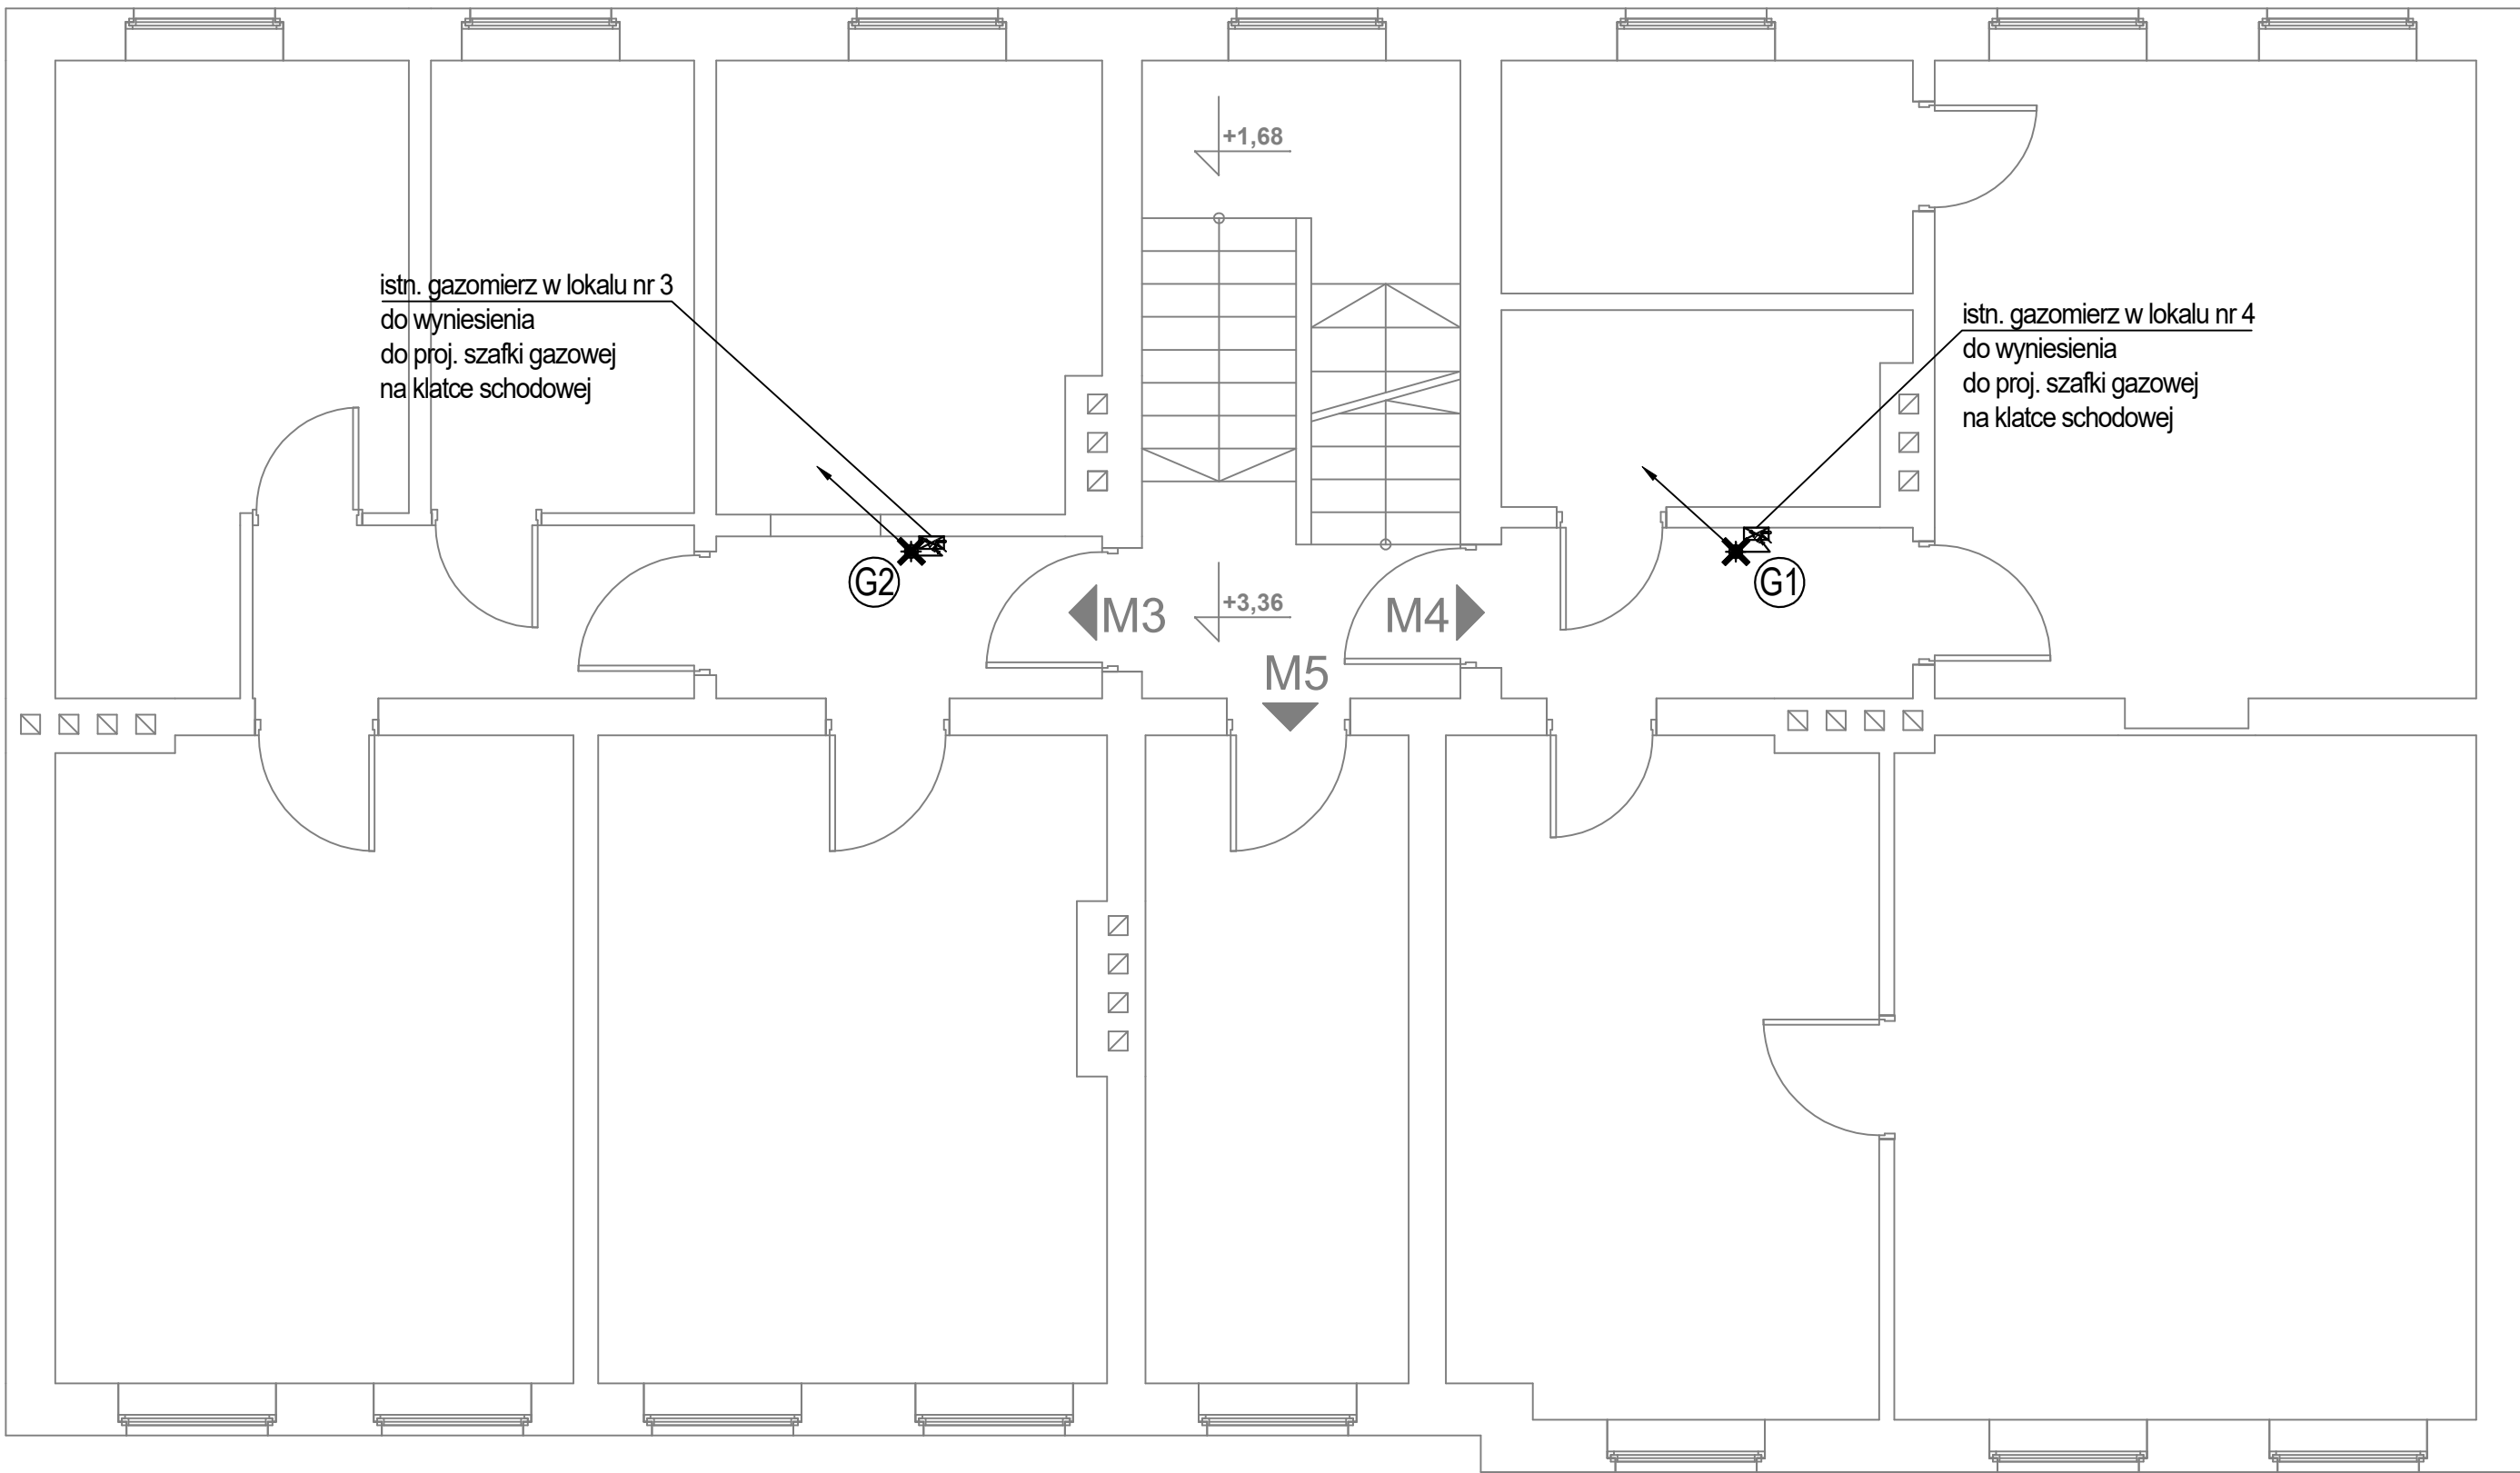 +1,68
istn. gazomierz w lokalu nr 3
do wyniesienia
do proj. szafki gazowej
na klatce schodowej
istn. gazomierz w lokalu nr 4
do wyniesienia
do proj. szafki gazowej
na klatce schodowej
G2
G1
M3
+3,36
M4
M5